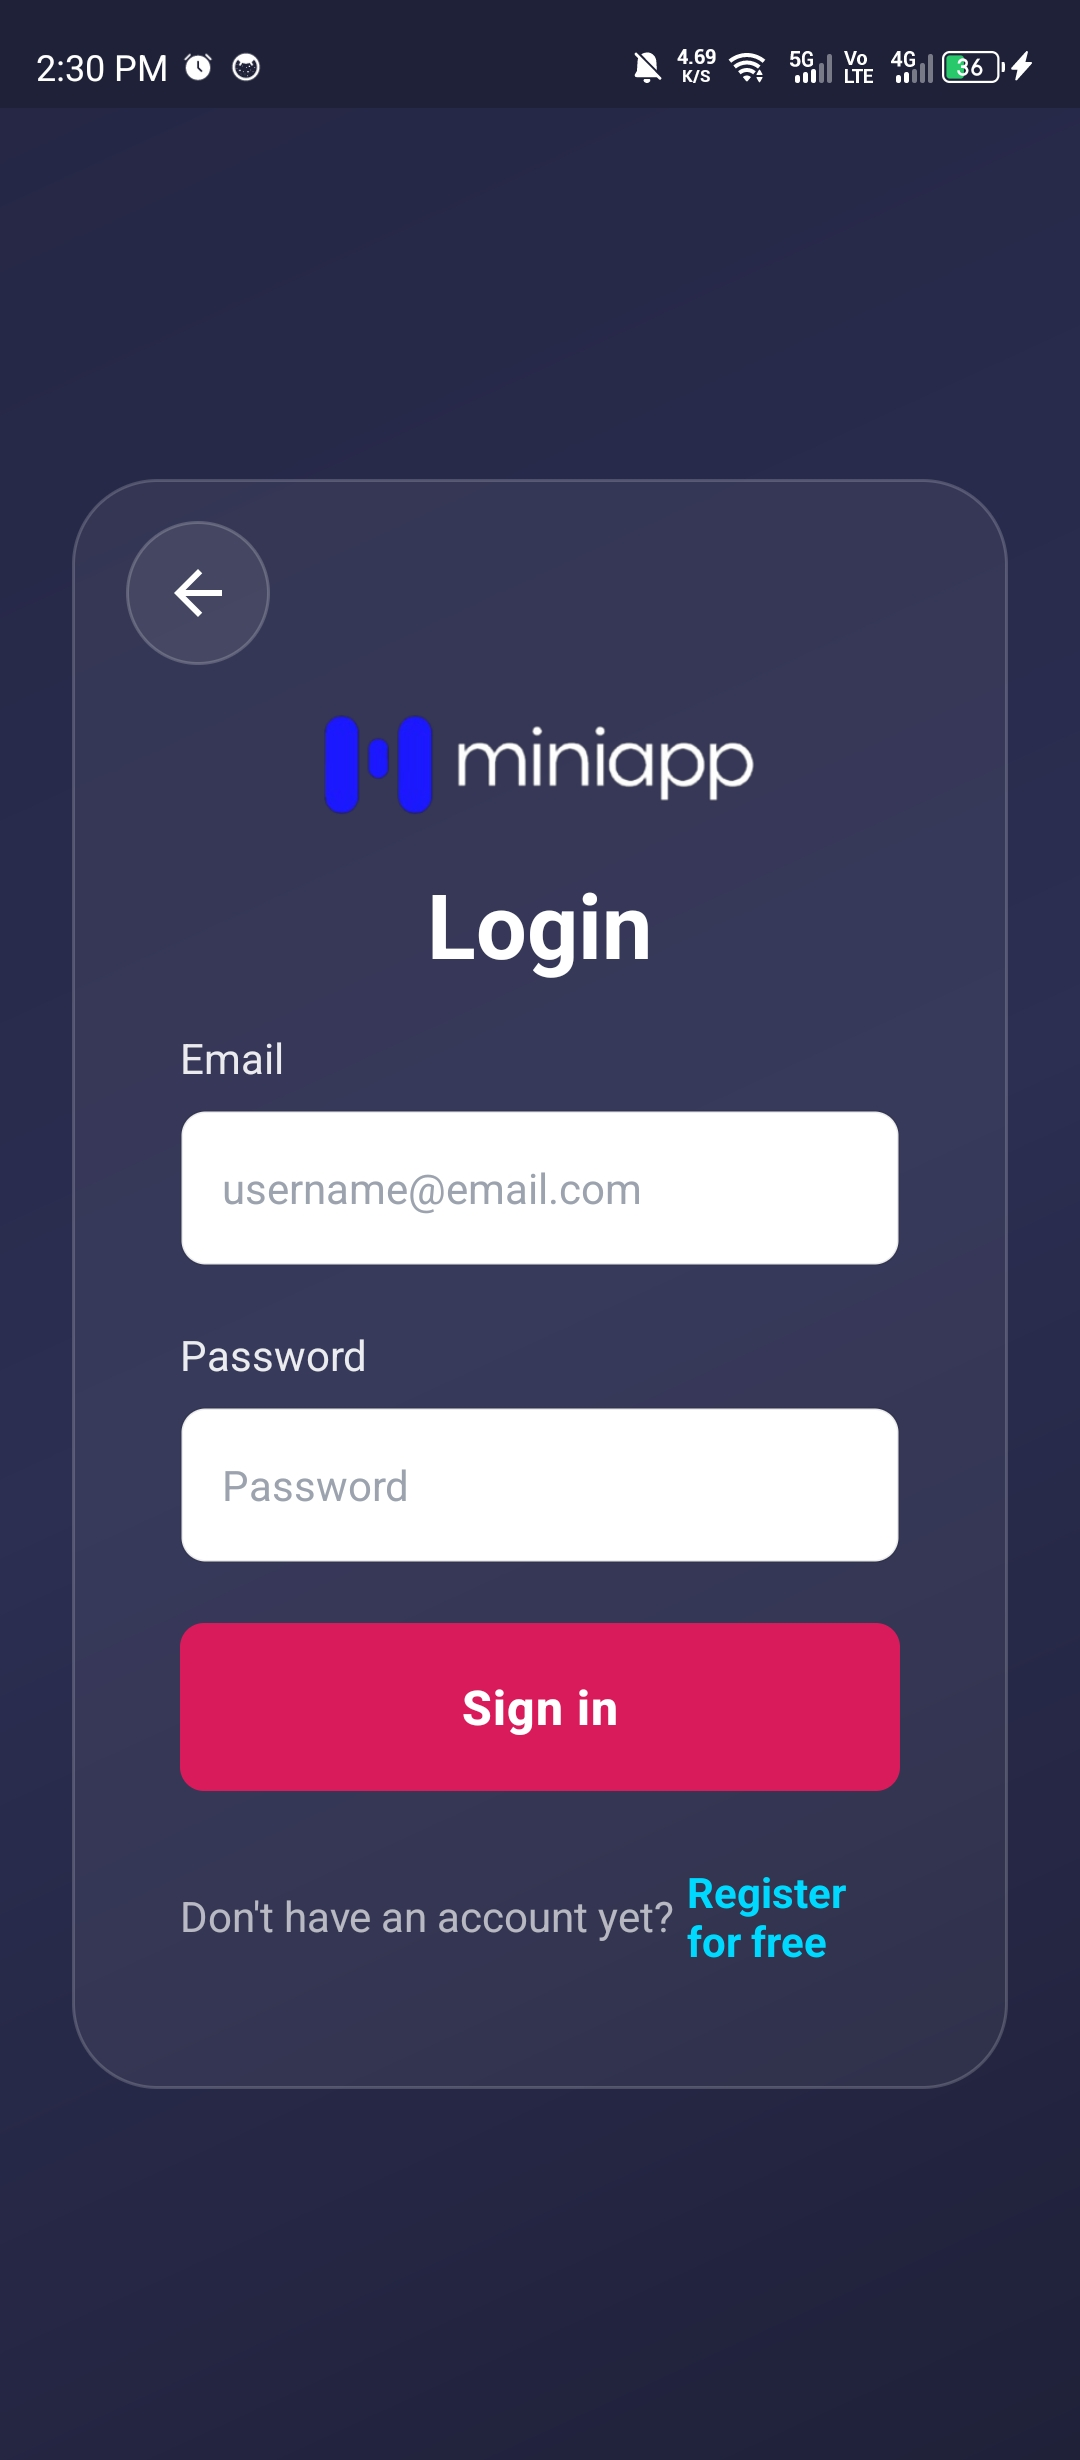 2:30 PM 4.69 K/S 5G Vo LTE 4G 36
miniapp
Login
Email
username@email.com
Password
Password
Sign in
Don't have an account yet? Register
for free